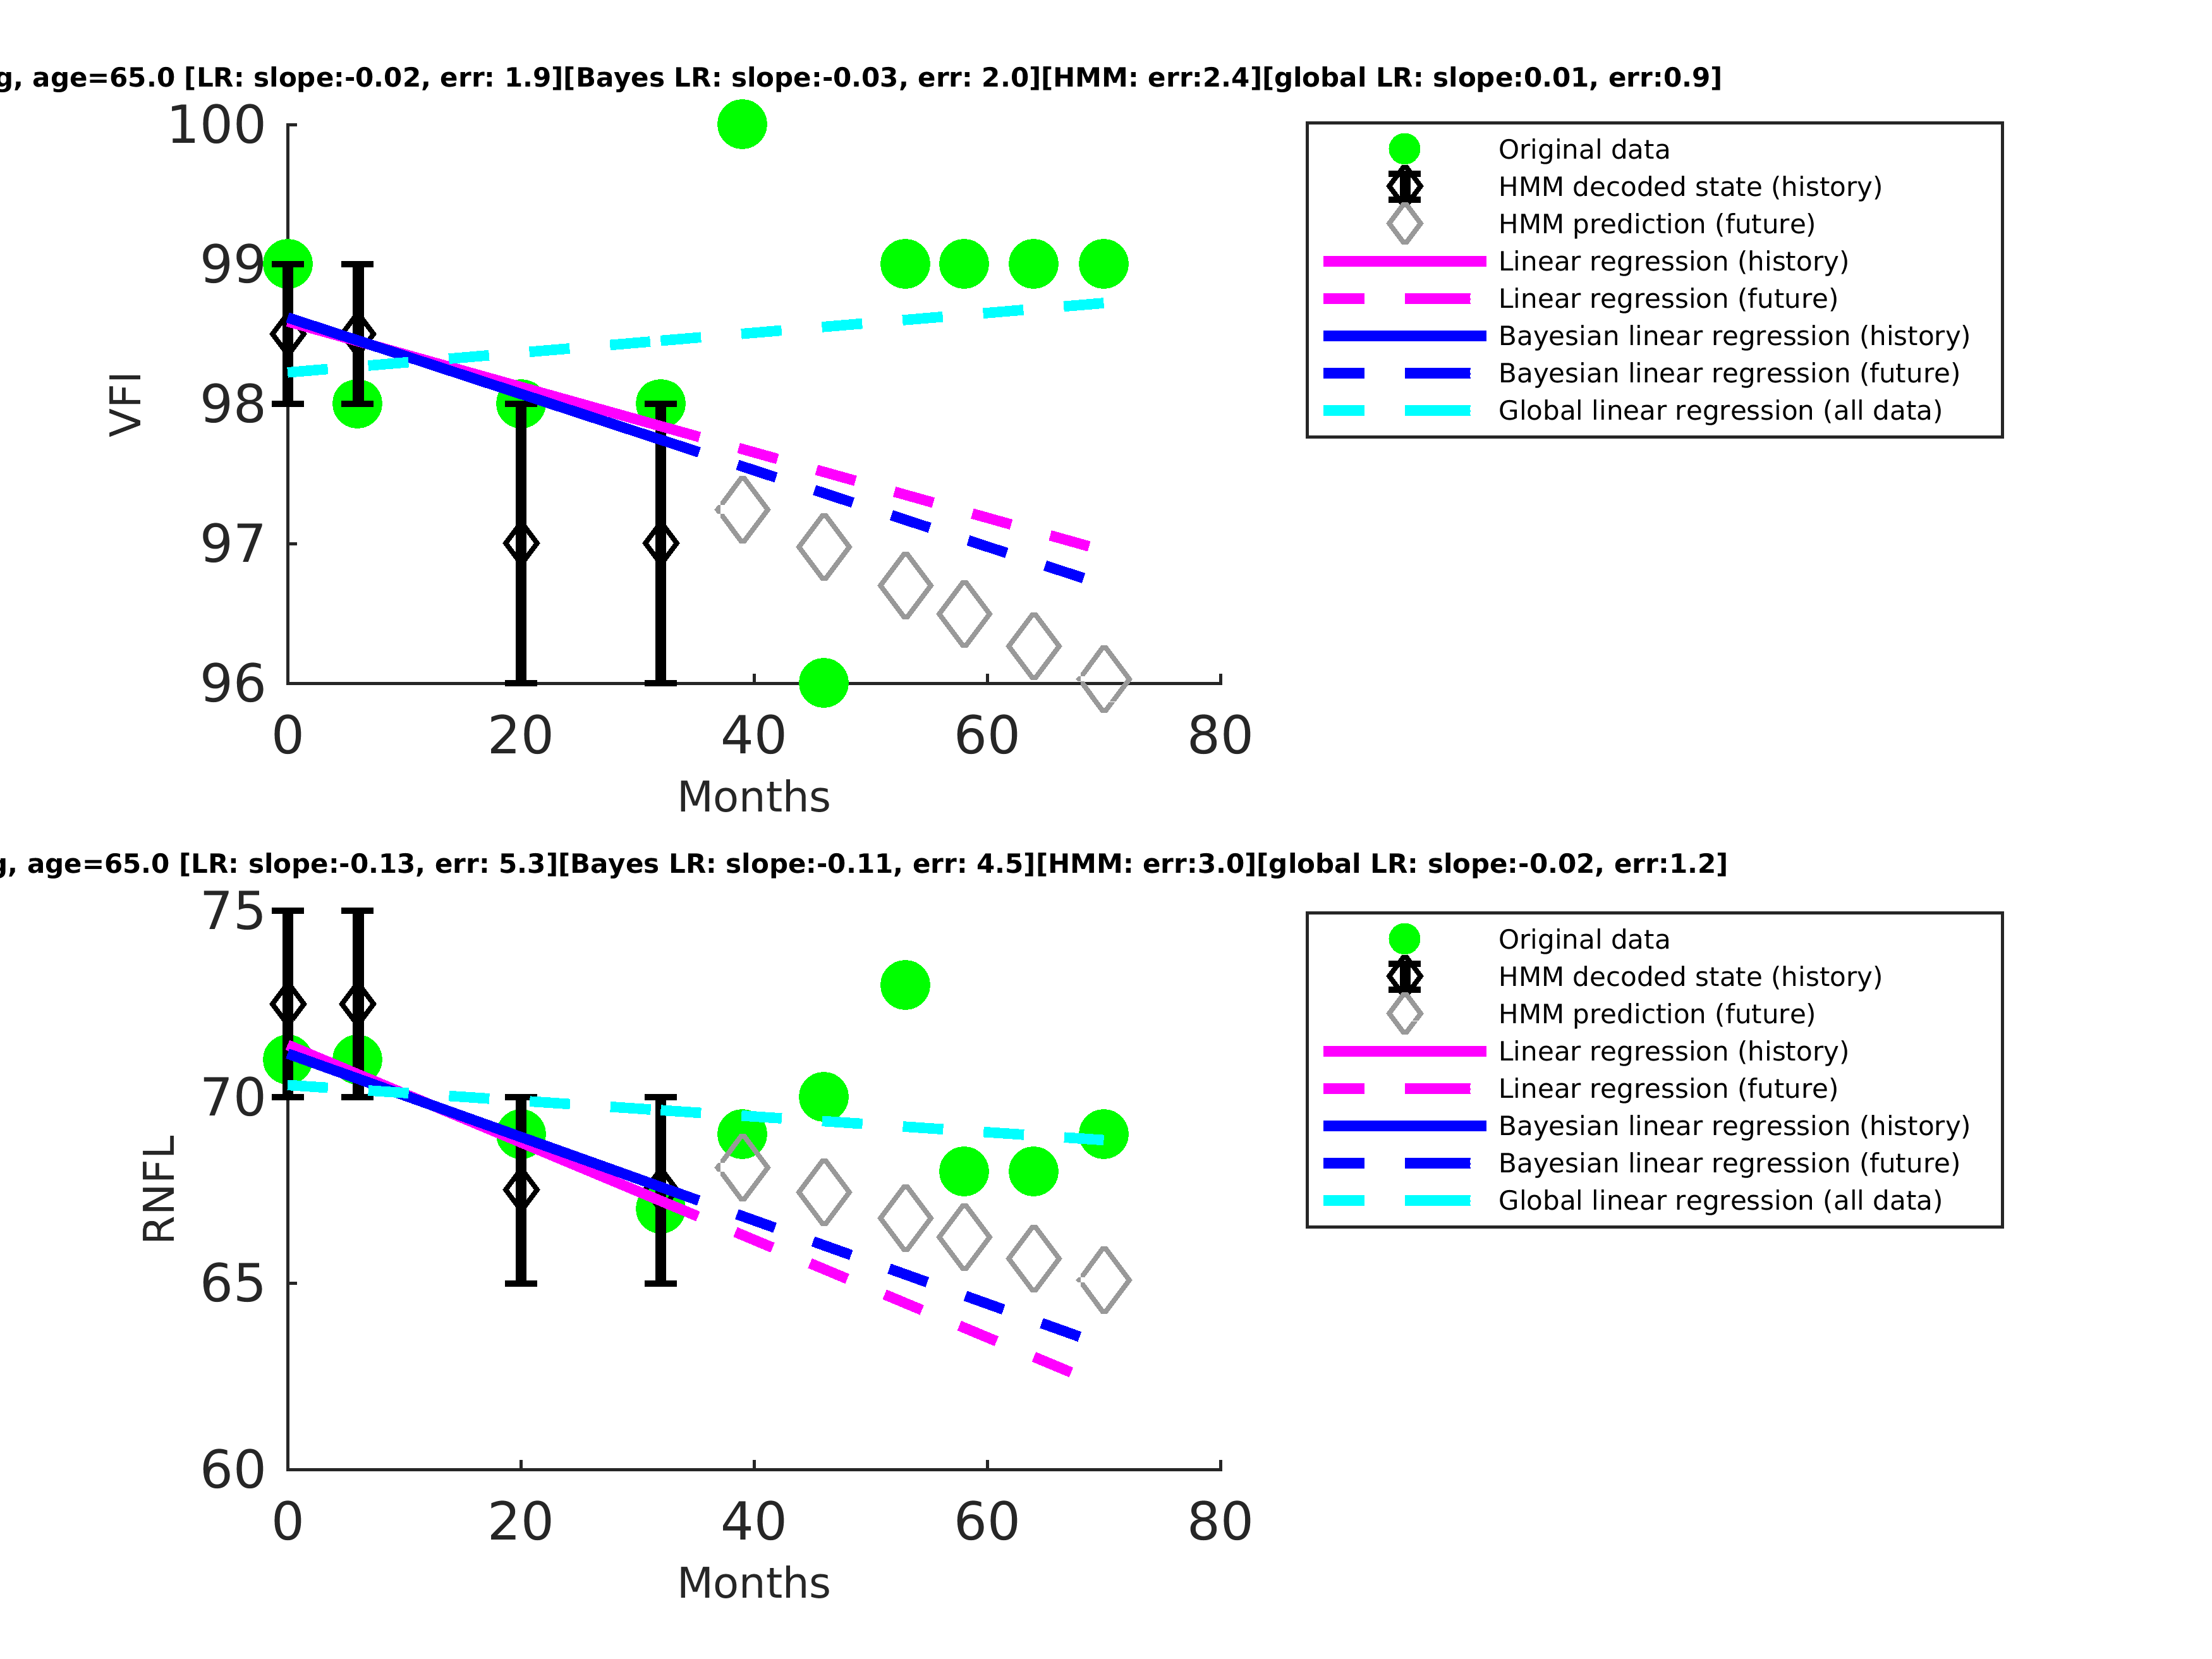 age=65.0 [LR: slope:-0.02, err: 1.9][Bayes LR: slope:-0.03, err: 2.0][HMM: err:2.4][global LR: slope:0.01, err:0.9]
100
99
98
97
96
VFI
0 20 40 60 80
Months
Original data
HMM decoded state (history)
HMM prediction (future)
Linear regression (history)
Linear regression (future)
Bayesian linear regression (history)
Bayesian linear regression (future)
Global linear regression (all data)
age=65.0 [LR: slope:-0.13, err: 5.3][Bayes LR: slope:-0.11, err: 4.5][HMM: err:3.0][global LR: slope:-0.02, err:1.2]
75
70
65
60
RNFL
0 20 40 60 80
Months
Original data
HMM decoded state (history)
HMM prediction (future)
Linear regression (history)
Linear regression (future)
Bayesian linear regression (history)
Bayesian linear regression (future)
Global linear regression (all data)